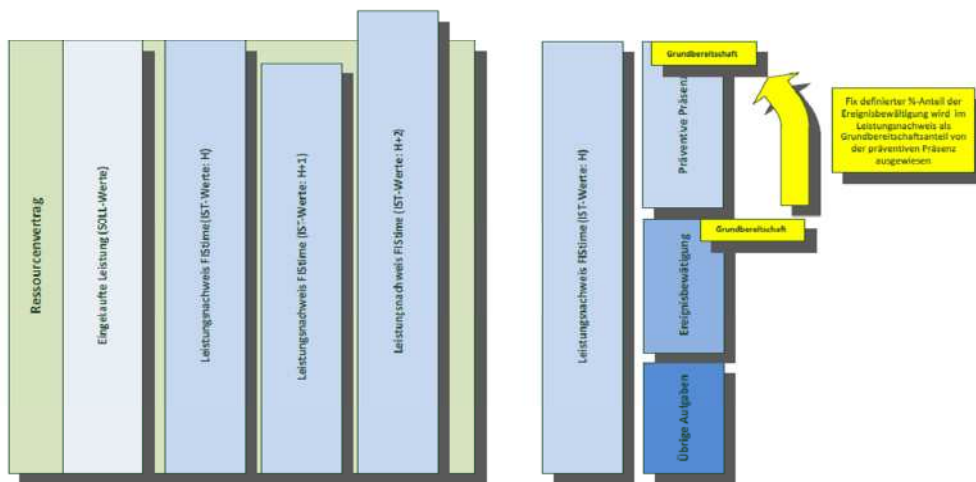 Ressourcenvertrag
Eingekaufte Leistung (SOLL-Werte)
Leistungsnachweis FIStime(IST-Werte: H)
Leistungsnachweis FIStime (IST-Werte: H+1)
Leistungsnachweis FIStime (IST-Werte: H+2)
Leistungsnachweis FIStime (IST-Werte: H)
Grundbereitschaft
Präventive Präsenz
Grundbereitschaft
Ereignisbewätigung
Übrige Aufgaben
Fix definierter %-Anteil der
Ereignisbewältigung wird im
Leistungsnachweis als
Grundbereitschaftsanteil von
der präventiven Präsenz
ausgewiesen